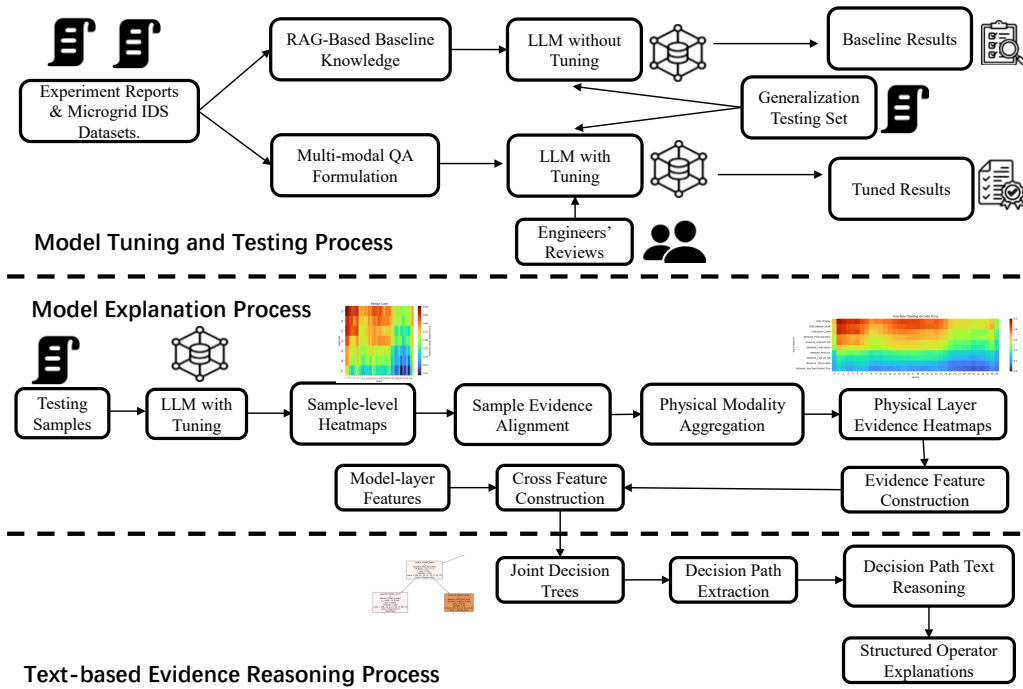 RAG-Based Baseline
Knowledge
LLM without
Tuning
Baseline Results
Experiment Reports
& Microgrid IDS
Datasets.
Generalization
Testing Set
Multi-modal QA
Formulation
LLM with
Tuning
Tuned Results
Engineers’
Reviews
Model Tuning and Testing Process
Model Explanation Process
Testing
Samples
LLM with
Tuning
Sample-level
Heatmaps
Sample Evidence
Alignment
Physical Modality
Aggregation
Physical Layer
Evidence Heatmaps
Model-layer
Features
Cross Feature
Construction
Evidence Feature
Construction
Joint Decision
Trees
Decision Path
Extraction
Decision Path Text
Reasoning
Structured Operator
Explanations
Text-based Evidence Reasoning Process